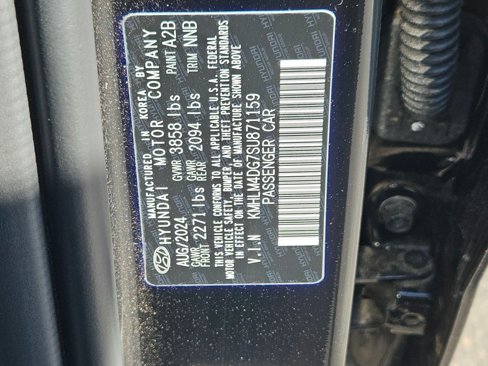 MANUFACTURED IN KOREA BY
HYUNDAI MOTOR COMPANY
AUG/2024 GVWR 3858 lbs PAINT A2B
GAWR FRONT 2271 lbs GAWR REAR 2094 lbs TRIM NNB
THIS VEHICLE CONFORMS TO ALL APPLICABLE U.S.A. FEDERAL
MOTOR VEHICLE SAFETY, BUMPER, AND THEFT PREVENTION STANDARDS
IN EFFECT ON THE DATE OF MANUFACTURE SHOWN ABOVE.
V.I.N KMHLM4DG7SU871159
PASSENGER CAR